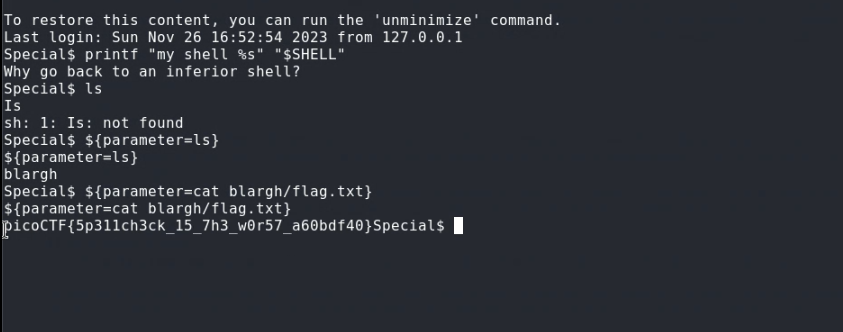 To restore this content, you can run the 'unminimize' command.
Last login: Sun Nov 26 16:52:54 2023 from 127.0.0.1
Special$ printf "my shell %s" "$SHELL"
Why go back to an inferior shell?
Special$ ls
Is
sh: 1: Is: not found
Special$ ${parameter=ls}
${parameter=ls}
blargh
Special$ ${parameter=cat blargh/flag.txt}
${parameter=cat blargh/flag.txt}
picoCTF{5p311ch3ck_15_7h3_w0r57_a60bdf40}Special$